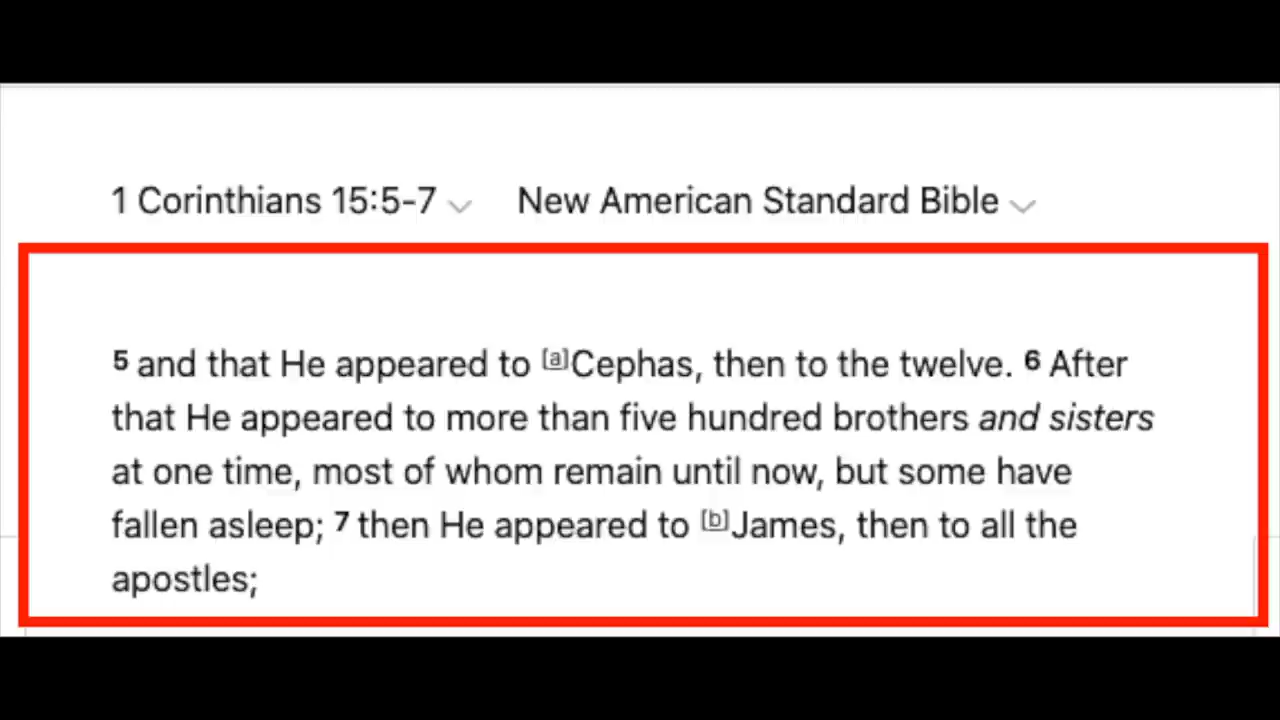 1 Corinthians 15:5-7 New American Standard Bible
5 and that He appeared to [a]Cephas, then to the twelve. 6 After
that He appeared to more than five hundred brothers and sisters
at one time, most of whom remain until now, but some have
fallen asleep; 7 then He appeared to [b]James, then to all the
apostles;